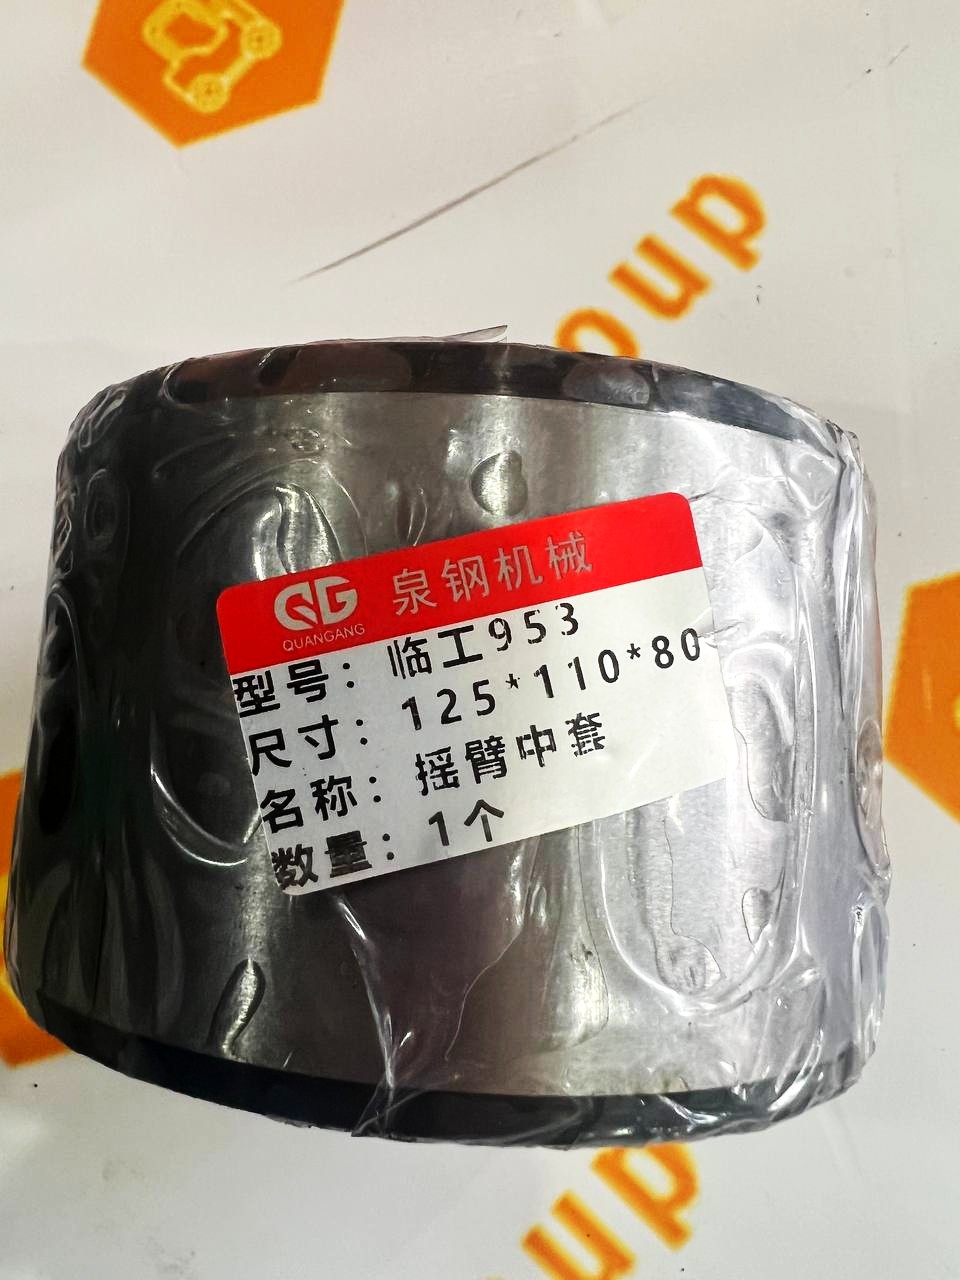 oup
QG
QUANGANG
泉钢机械
型号：临工953
尺寸：125*110*80
名称：摇臂中套
数量：1个
up